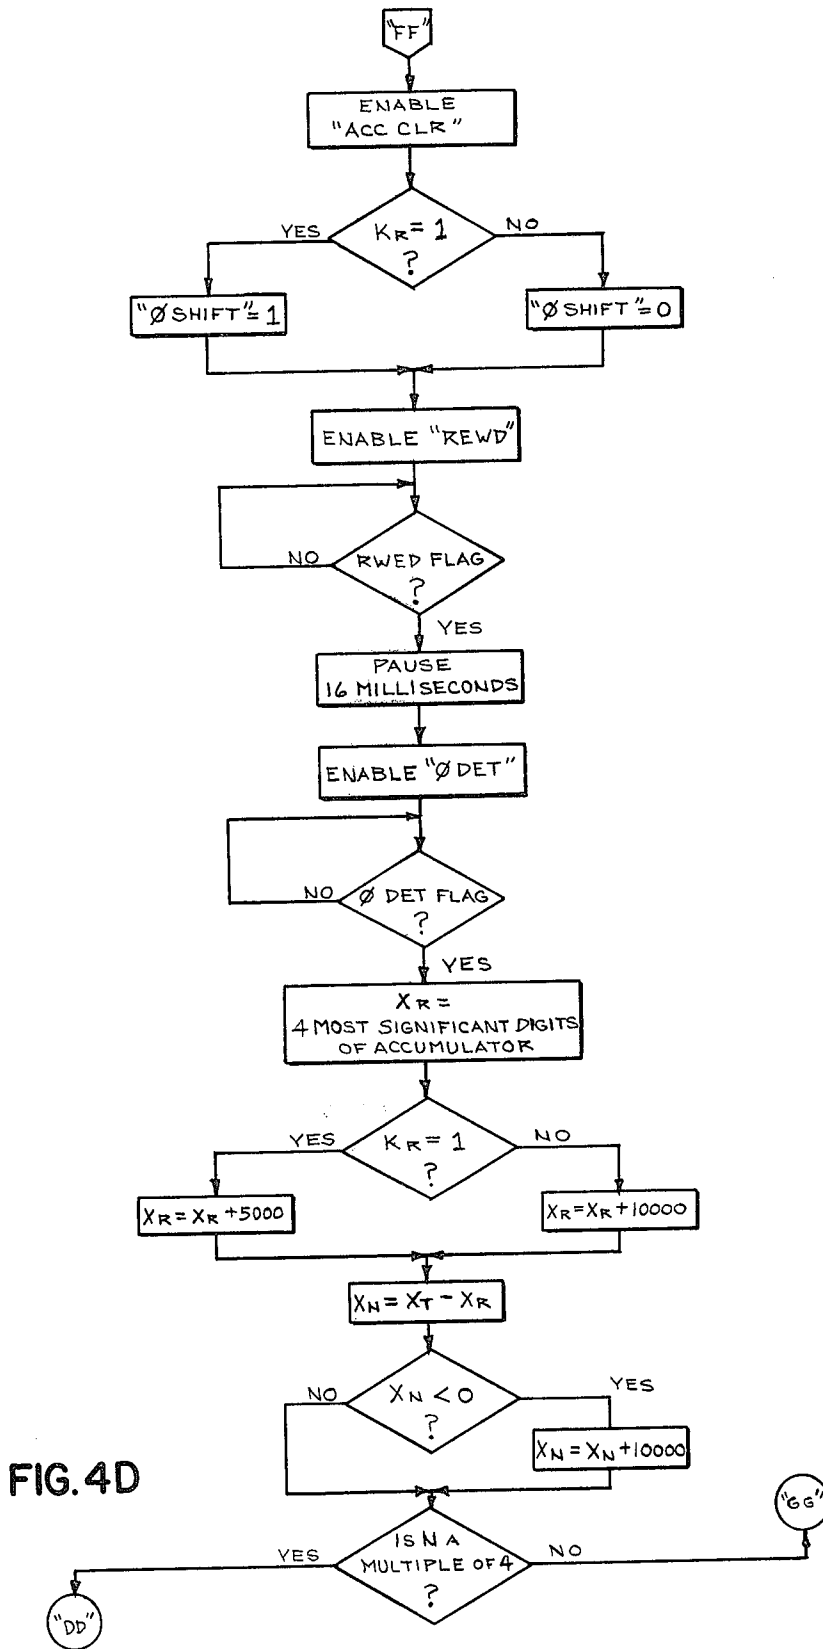 "FF"
ENABLE
"ACC CLR"
YES
KR = 1
?
NO
"Ø SHIFT" = 1
"Ø SHIFT" = 0
ENABLE "REWD"
NO
RWED FLAG
?
YES
PAUSE
16 MILLISECONDS
ENABLE "Ø DET"
NO
Ø DET FLAG
?
YES
XR =
4 MOST SIGNIFICANT DIGITS
OF ACCUMULATOR
YES
KR = 1
?
NO
XR = XR + 5000
XR = XR + 10000
XN = XT - XR
NO
XN < 0
?
YES
XN = XN + 10000
FIG. 4D
"GG"
YES
IS N A
MULTIPLE OF 4
?
NO
"DD"